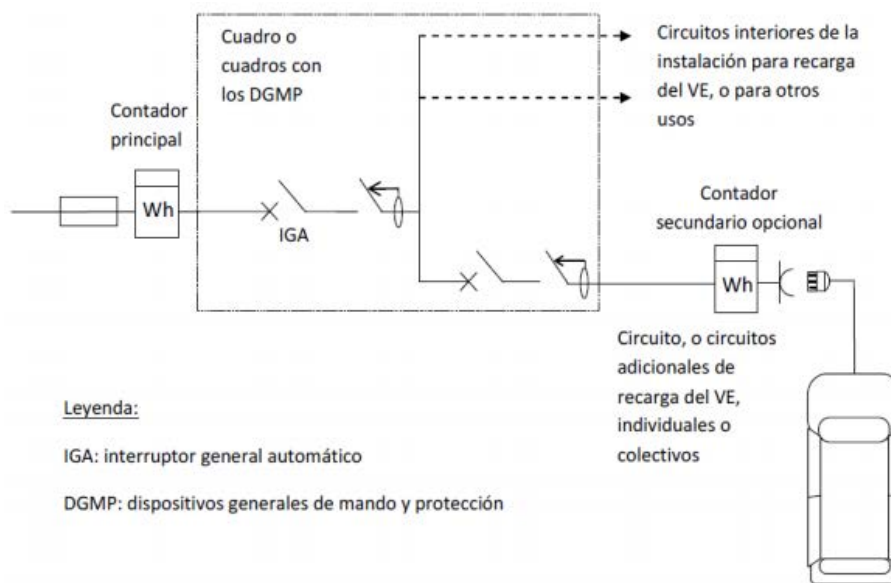 Cuadro o
cuadros con
los DGMP
Circuitos interiores de la
instalación para recarga
del VE, o para otros
usos
Contador
principal
Wh
IGA
Contador
secundario opcional
Wh
Circuito, o circuitos
adicionales de
recarga del VE,
individuales o
colectivos
Leyenda:
IGA: interruptor general automático
DGMP: dispositivos generales de mando y protección